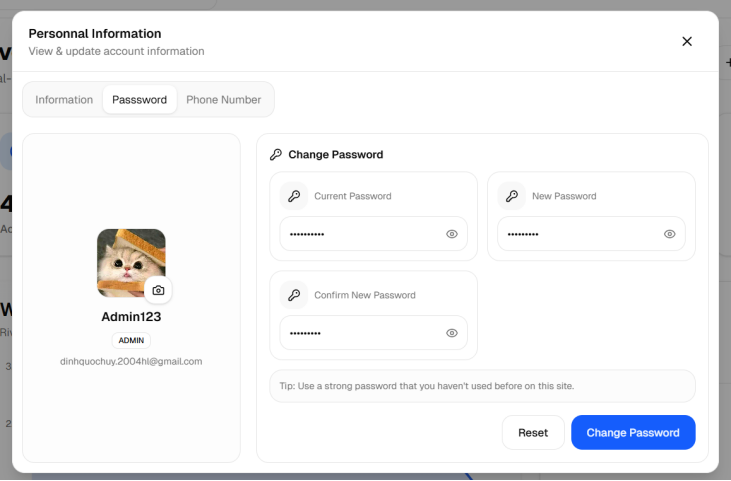 Personnal Information
View & update account information
Information
Passsword
Phone Number
Change Password
Current Password
New Password
••••••••••
•••••••••
Confirm New Password
•••••••••
Admin123
ADMIN
dinhquochuy.2004hl@gmail.com
Tip: Use a strong password that you haven't used before on this site.
Reset
Change Password